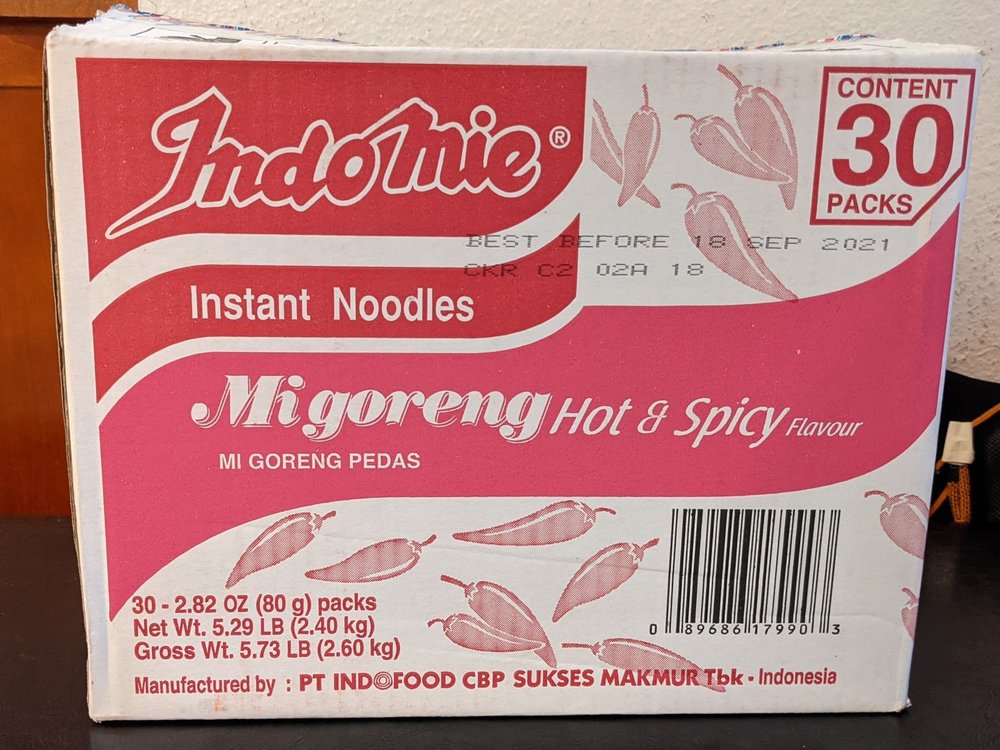 IndoMie®
CONTENT
30
PACKS
BEST BEFORE 18 SEP 2021
CKR C2 02A 18
Instant Noodles
Mi goreng Hot & Spicy Flavour
MI GORENG PEDAS
30 - 2.82 OZ (80 g) packs
Net Wt. 5.29 LB (2.40 kg)
Gross Wt. 5.73 LB (2.60 kg)
0 89686 17990 3
Manufactured by : PT INDOFOOD CBP SUKSES MAKMUR Tbk - Indonesia